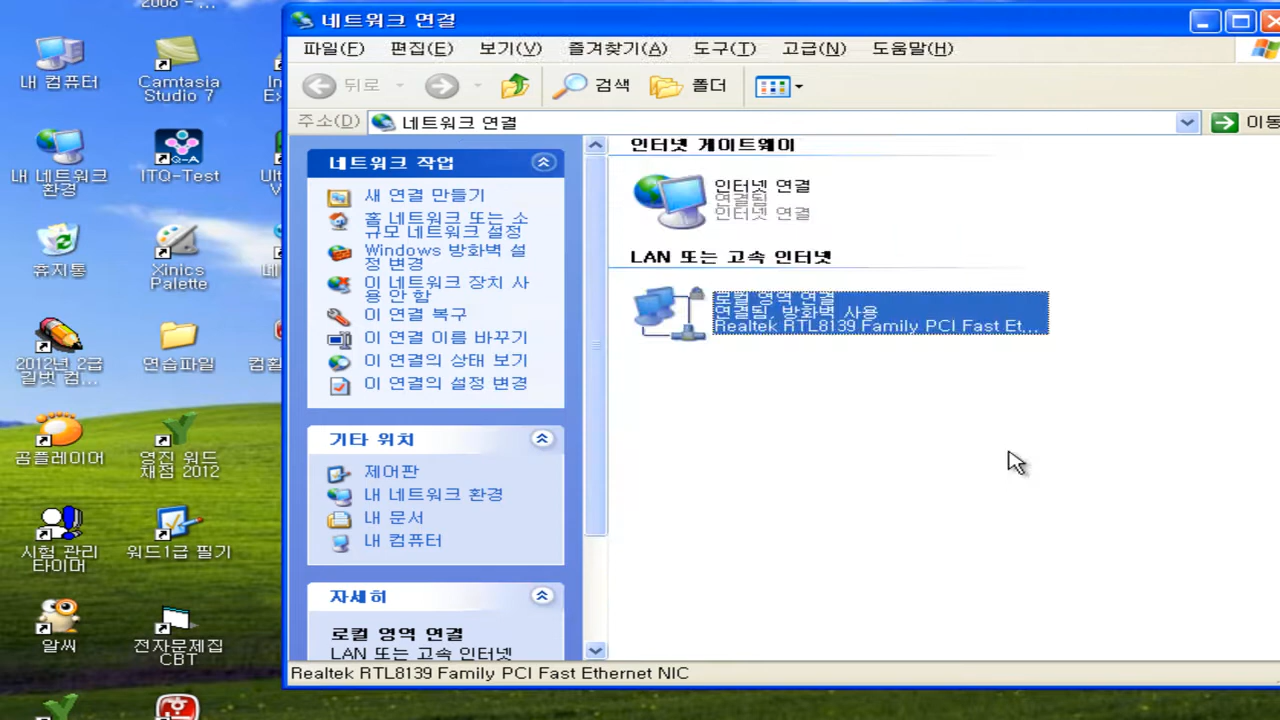 2008 - ...
내 컴퓨터
Camtasia
Studio 7
내 네트워크
환경
ITQ-Test
휴지통
Xinics
Palette
2012년 2급
길벗 컴...
연습파일
곰플레이어
영진 워드
채점 2012
시험 관리
타이머
워드1급 필기
알씨
전자문제집
CBT
네트워크 연결
파일(F) 편집(E) 보기(V) 즐겨찾기(A) 도구(T) 고급(N) 도움말(H)
뒤로 검색 폴더
주소(D) 네트워크 연결 이동
네트워크 작업
새 연결 만들기
홈 네트워크 또는 소
규모 네트워크 설정
Windows 방화벽 설
정 변경
이 네트워크 장치 사
용 안 함
이 연결 복구
이 연결 이름 바꾸기
이 연결의 상태 보기
이 연결의 설정 변경
기타 위치
제어판
내 네트워크 환경
내 문서
내 컴퓨터
자세히
로컬 영역 연결
LAN 또는 고속 인터넷
인터넷 게이트웨이
인터넷 연결
연결됨
인터넷 연결
LAN 또는 고속 인터넷
로컬 영역 연결
연결됨, 방화벽 사용
Realtek RTL8139 Family PCI Fast Et...
Realtek RTL8139 Family PCI Fast Ethernet NIC